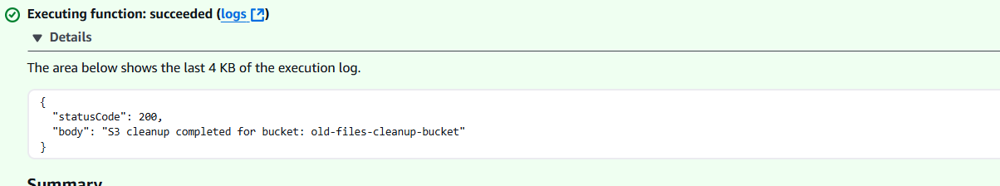 Executing function: succeeded (logs)
Details
The area below shows the last 4 KB of the execution log.
{
  "statusCode": 200,
  "body": "S3 cleanup completed for bucket: old-files-cleanup-bucket"
}
Summary